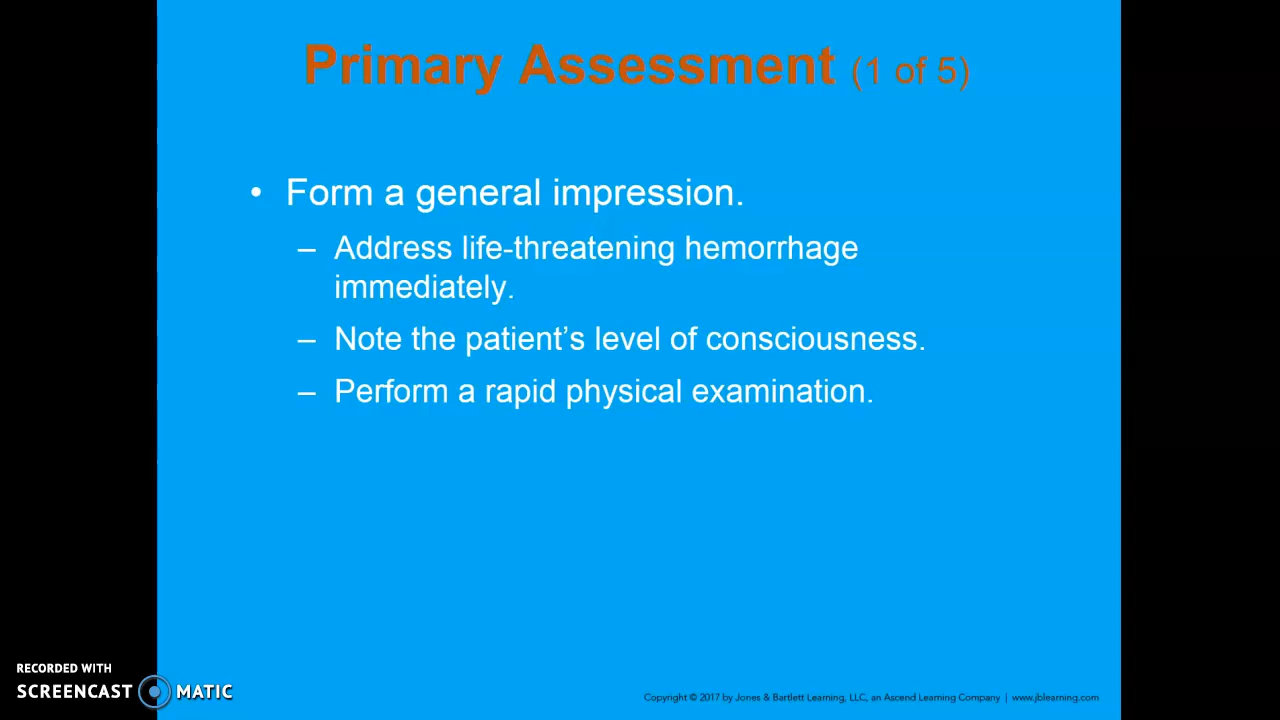 Primary Assessment (1 of 5)
• Form a general impression.
– Address life-threatening hemorrhage
immediately.
– Note the patient’s level of consciousness.
– Perform a rapid physical examination.
RECORDED WITH
SCREENCAST MATIC
Copyright © 2017 by Jones & Bartlett Learning, LLC, an Ascend Learning Company | www.jblearning.com